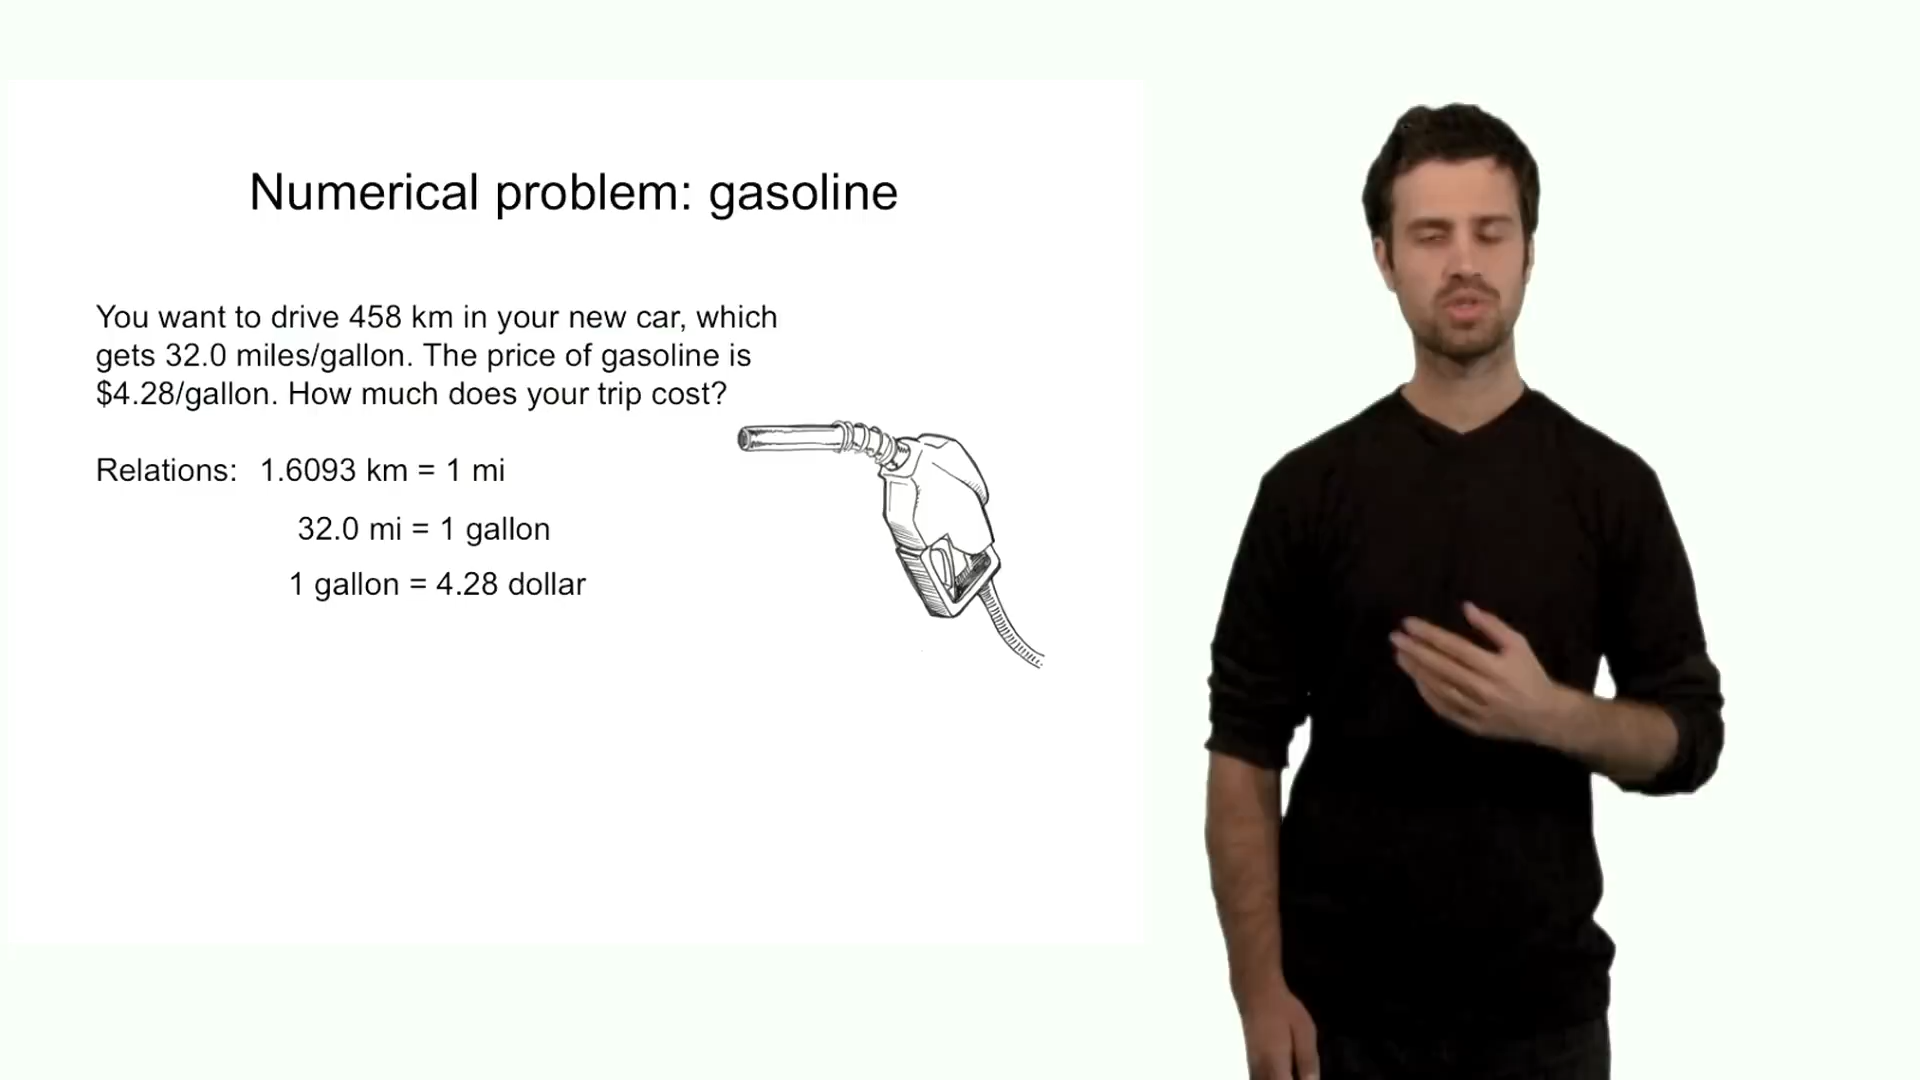 Numerical problem: gasoline
You want to drive 458 km in your new car, which
gets 32.0 miles/gallon. The price of gasoline is
$4.28/gallon. How much does your trip cost?
Relations: 1.6093 km = 1 mi
32.0 mi = 1 gallon
1 gallon = 4.28 dollar